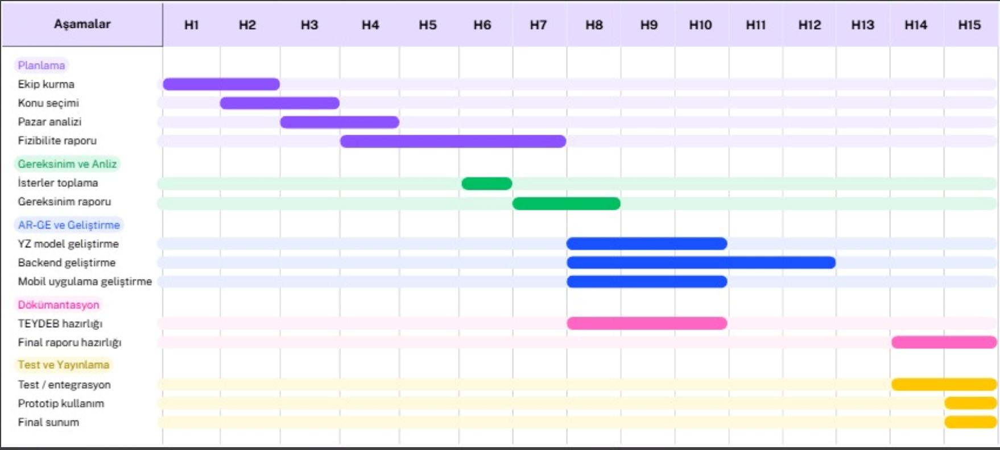 Aşamalar H1 H2 H3 H4 H5 H6 H7 H8 H9 H10 H11 H12 H13 H14 H15
Planlama
Ekip kurma
Konu seçimi
Pazar analizi
Fizibilite raporu
Gereksinim ve Anliz
İsterler toplama
Gereksinim raporu
AR-GE ve Geliştirme
YZ model geliştirme
Backend geliştirme
Mobil uygulama geliştirme
Dökümantasyon
TEYDEB hazırlığı
Final raporu hazırlığı
Test ve Yayınlama
Test / entegrasyon
Prototip kullanım
Final sunum